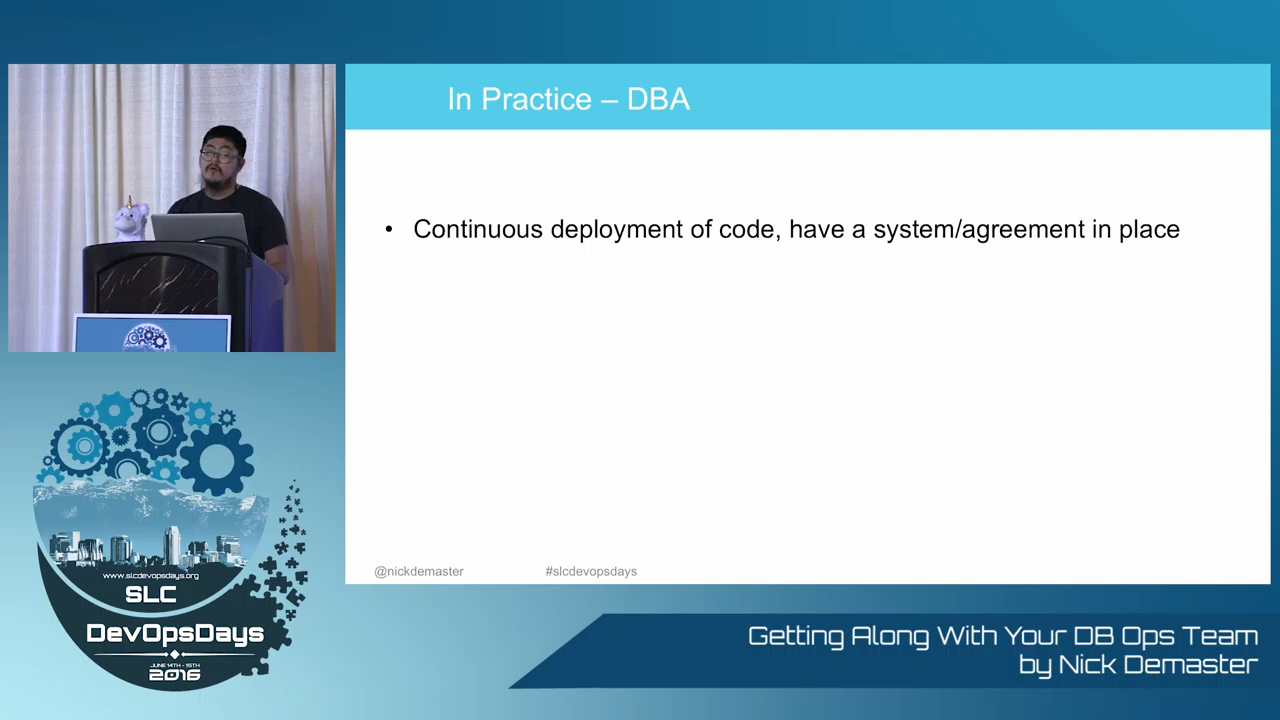 In Practice – DBA
• Continuous deployment of code, have a system/agreement in place
@nickdemaster #slcdevopsdays
www.slcdevopsdays.org
SLC
DevOpsDays
JUNE 14TH - 15TH
2016
Getting Along With Your DB Ops Team
by Nick Demaster